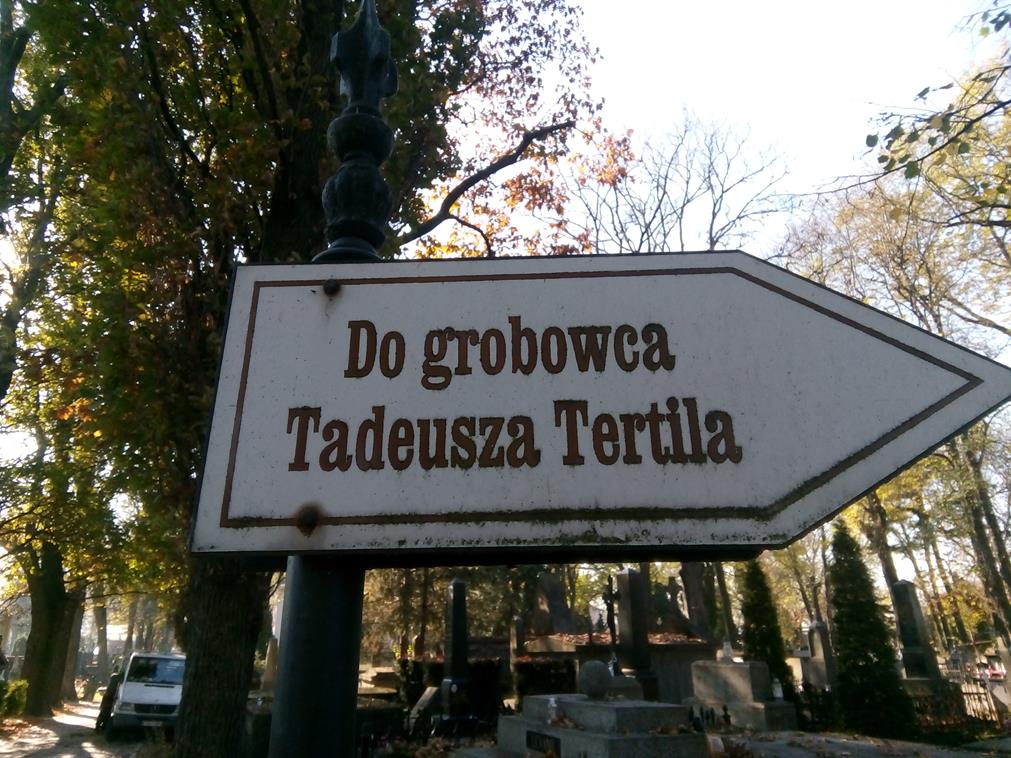 Do grobowca
Tadeusza Tertila